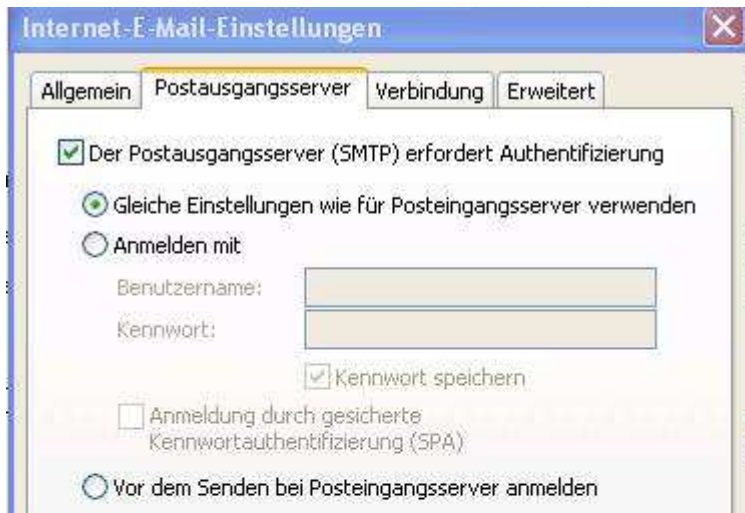 Internet-E-Mail-Einstellungen
Allgemein Postausgangsserver Verbindung Erweitert
Der Postausgangsserver (SMTP) erfordert Authentifizierung
Gleiche Einstellungen wie für Posteingangsserver verwenden
Anmelden mit
Benutzername:
Kennwort:
Kennwort speichern
Anmeldung durch gesicherte
Kennwortauthentifizierung (SPA)
Vor dem Senden bei Posteingangsserver anmelden